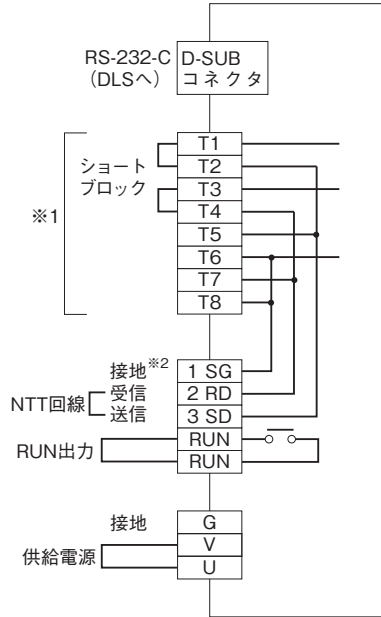 RS-232-C
(DLSへ)
D-SUB
コネクタ
※1
ショート
ブロック
T1
T2
T3
T4
T5
T6
T7
T8
接地※2
1 SG
NTT回線
受信
2 RD
送信
3 SD
RUN出力
RUN
RUN
接地
G
供給電源
V
U